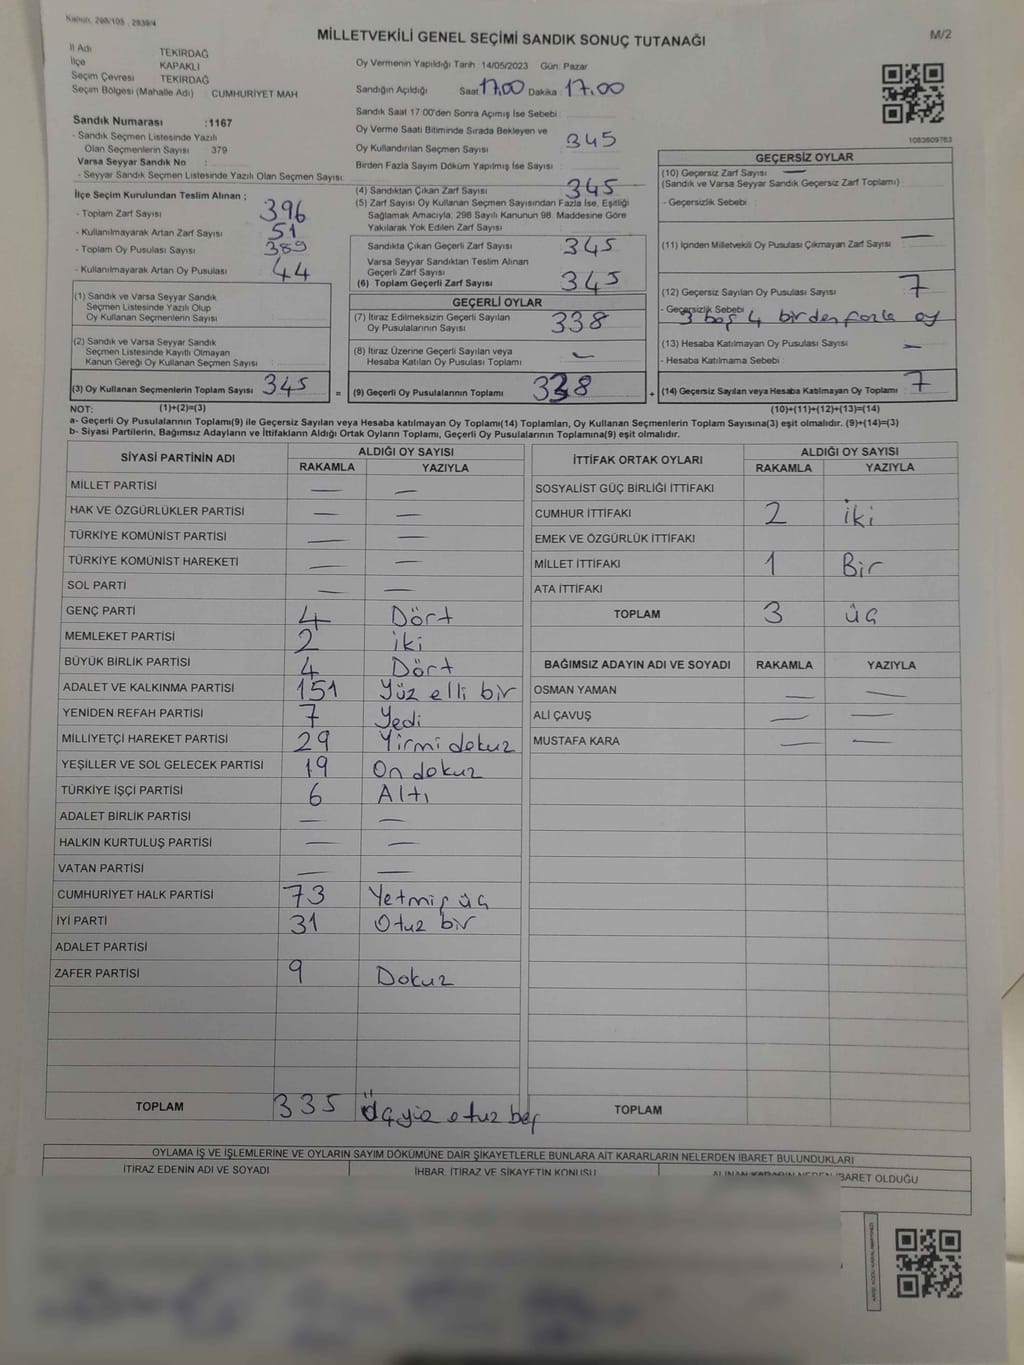 Kanun, 298/105 , 2839/4
MİLLETVEKİLİ GENEL SEÇİMİ SANDIK SONUÇ TUTANAĞI
M/2
İl Adı TEKİRDAĞ
İlçe KAPAKLI
Seçim Çevresi TEKİRDAĞ
Seçim Bölgesi (Mahalle Adı) CUMHURİYET MAH
Sandık Numarası :1167
- Sandık Seçmen Listesinde Yazılı
Olan Seçmenlerin Sayısı 379
Varsa Seyyar Sandık No :
- Seyyar Sandık Seçmen Listesinde Yazılı Olan Seçmen Sayısı:
Oy Vermenin Yapıldığı Tarih :14/05/2023 Gün: Pazar
Sandığın Açıldığı Saat 17.00 Dakika : 17.00
Sandık Saat 17:00'den Sonra Açımış İse Sebebi :
Oy Verme Saati Bitiminde Sırada Bekleyen ve
Oy Kullandırılan Seçmen Sayısı : 345
Birden Fazla Sayım Döküm Yapılmış İse Sayısı :
1083609763
İlçe Seçim Kurulundan Teslim Alınan ;
- Toplam Zarf Sayısı : 396
- Kullanılmayarak Artan Zarf Sayısı : 51
- Toplam Oy Pusulası Sayısı : 389
- Kullanılmayarak Artan Oy Pusulası : 44
(1) Sandık ve Varsa Seyyar Sandık
Seçmen Listesinde Yazılı Olup
Oy Kullanan Seçmenlerin Sayısı :
(2) Sandık ve Varsa Seyyar Sandık
Seçmen Listesinde Kayıtlı Olmayan
Kanun Gereği Oy Kullanan Seçmen Sayısı :
(3) Oy Kullanan Seçmenlerin Toplam Sayısı : 345 =
(4) Sandıktan Çıkan Zarf Sayısı : 345
(5) Zarf Sayısı Oy Kullanan Seçmen Sayısından Fazla İse, Eşitliği
Sağlamak Amacıyla, 298 Sayılı Kanunun 98. Maddesine Göre
Yakılarak Yok Edilen Zarf Sayısı :
Sandıkta Çıkan Geçerli Zarf Sayısı : 345
Varsa Seyyar Sandıktan Teslim Alınan
Geçerli Zarf Sayısı :
(6) Toplam Geçerli Zarf Sayısı : 345
GEÇERLİ OYLAR
(7) İtiraz Edilmeksizin Geçerli Sayılan
Oy Pusulalarının Sayısı : 338
(8) İtiraz Üzerine Geçerli Sayılan veya
Hesaba Katılan Oy Pusulası Toplamı : –
(9) Geçerli Oy Pusulalarının Toplamı : 338 +
GEÇERSİZ OYLAR
(10) Geçersiz Zarf Sayısı : –
(Sandık ve Varsa Seyyar Sandık Geçersiz Zarf Toplamı) :
- Geçersizlik Sebebi :
(11) İçinden Milletvekili Oy Pusulası Çıkmayan Zarf Sayısı : –
(12) Geçersiz Sayılan Oy Pusulası Sayısı : 7
- Geçersizlik Sebebi : 3 boş 4 birden fazla oy
(13) Hesaba Katılmayan Oy Pusulası Sayısı : –
- Hesaba Katılmama Sebebi :
(14) Geçersiz Sayılan veya Hesaba Katılmayan Oy Toplamı : 7
NOT: (1)+(2)=(3) (10)+(11)+(12)+(13)=(14)
a- Geçerli Oy Pusulalarının Toplamı(9) ile Geçersiz Sayılan veya Hesaba katılmayan Oy Toplamı(14) Toplamları, Oy Kullanan Seçmenlerin Toplam Sayısına(3) eşit olmalıdır. (9)+(14)=(3)
b- Siyasi Partilerin, Bağımsız Adayların ve İttifakların Aldığı Ortak Oyların Toplamı, Geçerli Oy Pusulalarının Toplamına(9) eşit olmalıdır.
SİYASİ PARTİNİN ADI ALDIĞI OY SAYISI
RAKAMLA YAZIYLA
MİLLET PARTİSİ – –
HAK VE ÖZGÜRLÜKLER PARTİSİ – –
TÜRKİYE KOMÜNİST PARTİSİ – –
TÜRKİYE KOMÜNİST HAREKETİ – –
SOL PARTİ – –
GENÇ PARTİ 4 Dört
MEMLEKET PARTİSİ 2 iki
BÜYÜK BİRLİK PARTİSİ 4 Dört
ADALET VE KALKINMA PARTİSİ 151 Yüz elli bir
YENİDEN REFAH PARTİSİ 7 Yedi
MİLLİYETÇİ HAREKET PARTİSİ 29 Yirmi dokuz
YEŞİLLER VE SOL GELECEK PARTİSİ 19 On dokuz
TÜRKİYE İŞÇİ PARTİSİ 6 Altı
ADALET BİRLİK PARTİSİ – –
HALKIN KURTULUŞ PARTİSİ – –
VATAN PARTİSİ – –
CUMHURİYET HALK PARTİSİ 73 Yetmiş üç
İYİ PARTİ 31 Otuz bir
ADALET PARTİSİ
ZAFER PARTİSİ 9 Dokuz
TOPLAM 335 Üçyüz otuz beş
İTTİFAK ORTAK OYLARI ALDIĞI OY SAYISI
RAKAMLA YAZIYLA
SOSYALİST GÜÇ BİRLİĞİ İTTİFAKI
CUMHUR İTTİFAKI 2 İki
EMEK VE ÖZGÜRLÜK İTTİFAKI
MİLLET İTTİFAKI 1 Bir
ATA İTTİFAKI
TOPLAM 3 üç
BAĞIMSIZ ADAYIN ADI VE SOYADI RAKAMLA YAZIYLA
OSMAN YAMAN – –
ALİ ÇAVUŞ – –
MUSTAFA KARA – –
TOPLAM
OYLAMA İŞ VE İŞLEMLERİNE VE OYLARIN SAYIM DÖKÜMÜNE DAİR ŞİKAYETLERLE BUNLARA AİT KARARLARIN NELERDEN İBARET BULUNDUKLARI
İTİRAZ EDENİN ADI VE SOYADI
İHBAR, İTİRAZ VE ŞİKAYETİN KONUSU
ALINAN KARARIN NEDEN İBARET OLDUĞU